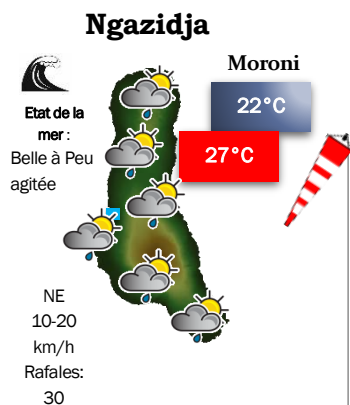 Ngazidja
Moroni
22°C
27°C
Etat de la
mer :
Belle à Peu
agitée
NE
10-20
km/h
Rafales:
30